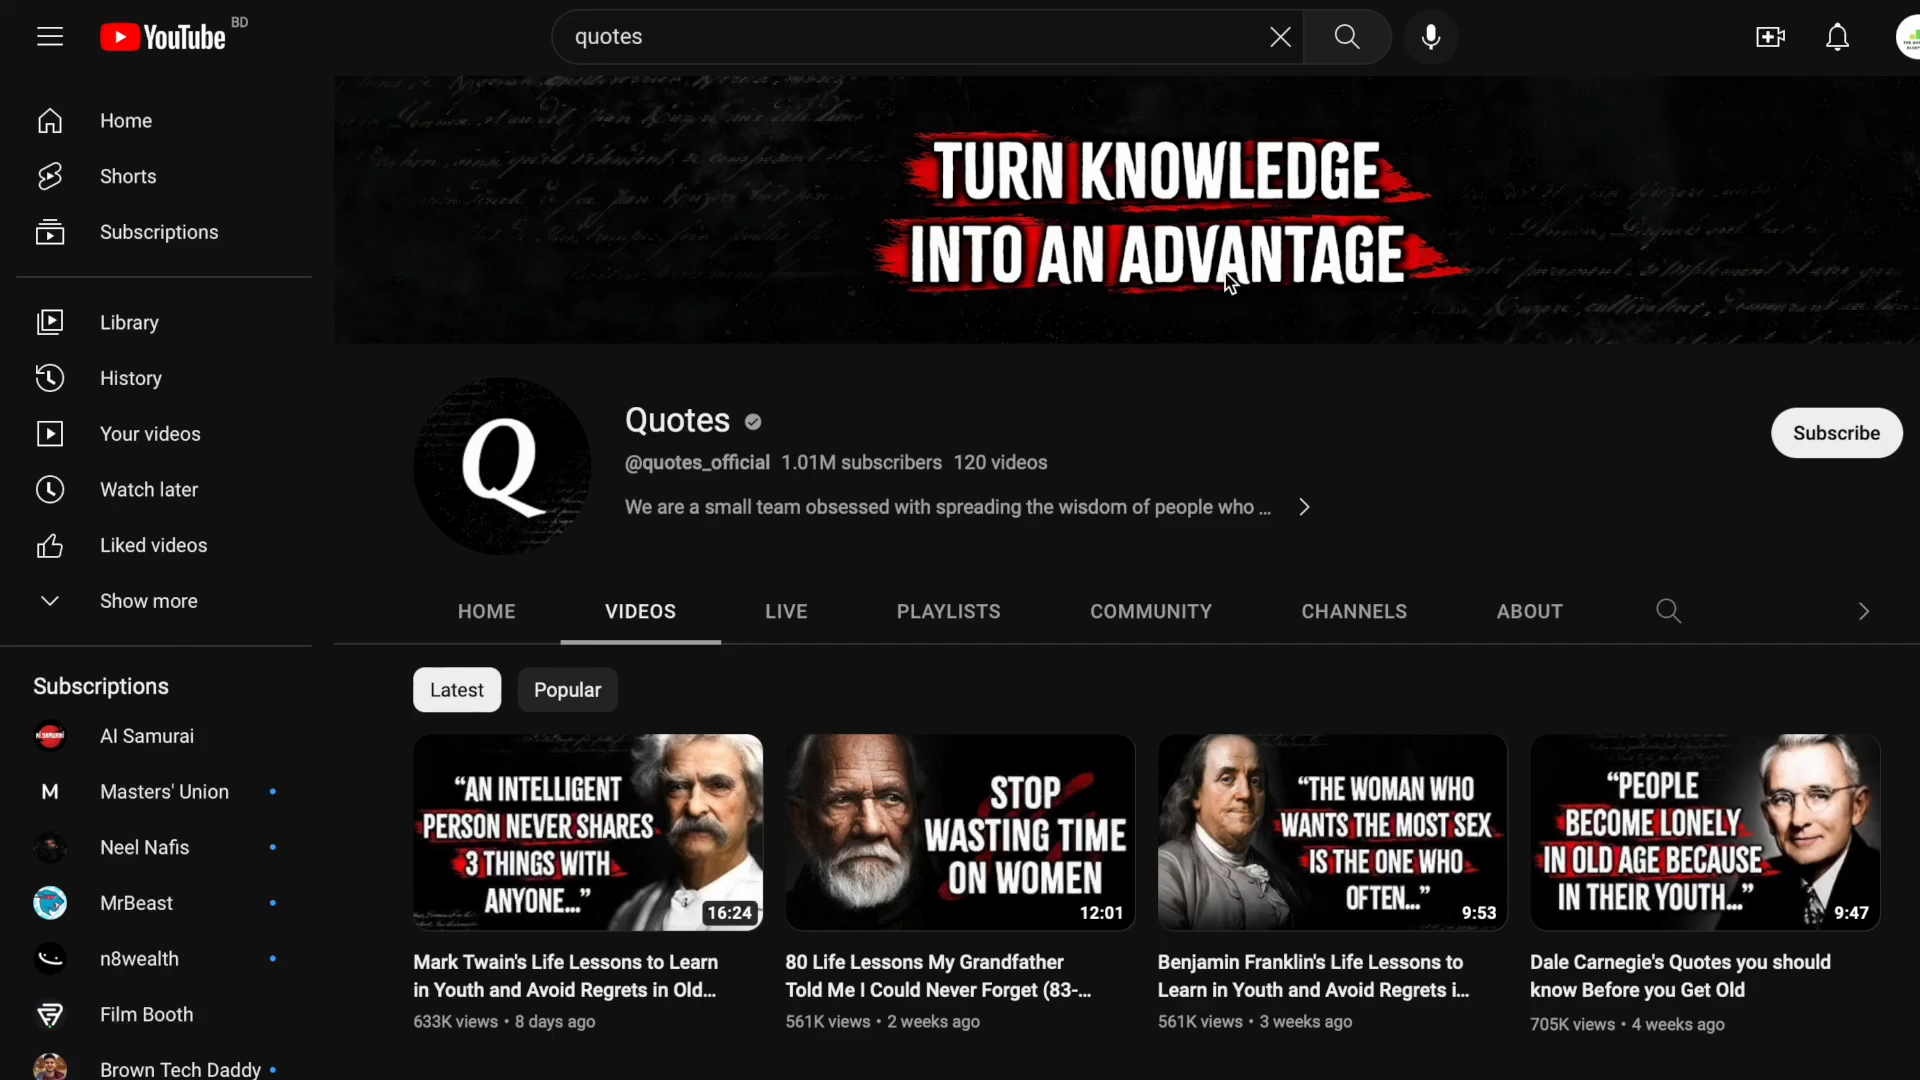 YouTube BD
quotes
Home
Shorts
Subscriptions
Library
History
Your videos
Watch later
Liked videos
Show more
Subscriptions
AI Samurai
Masters' Union
Neel Nafis
MrBeast
n8wealth
Film Booth
Brown Tech Daddy
TURN KNOWLEDGE
INTO AN ADVANTAGE
Q
Quotes
@quotes_official 1.01M subscribers 120 videos
We are a small team obsessed with spreading the wisdom of people who ...
Subscribe
HOME VIDEOS LIVE PLAYLISTS COMMUNITY CHANNELS ABOUT
Latest Popular
“AN INTELLIGENT
PERSON NEVER SHARES
3 THINGS WITH
ANYONE...”
16:24
Mark Twain's Life Lessons to Learn
in Youth and Avoid Regrets in Old...
633K views • 8 days ago
STOP
WASTING TIME
ON WOMEN
12:01
80 Life Lessons My Grandfather
Told Me I Could Never Forget (83-...
561K views • 2 weeks ago
“THE WOMAN WHO
WANTS THE MOST SEX
IS THE ONE WHO
OFTEN...”
9:53
Benjamin Franklin's Life Lessons to
Learn in Youth and Avoid Regrets i...
561K views • 3 weeks ago
“PEOPLE
BECOME LONELY
IN OLD AGE BECAUSE
IN THEIR YOUTH...”
9:47
Dale Carnegie's Quotes you should
know Before you Get Old
705K views • 4 weeks ago